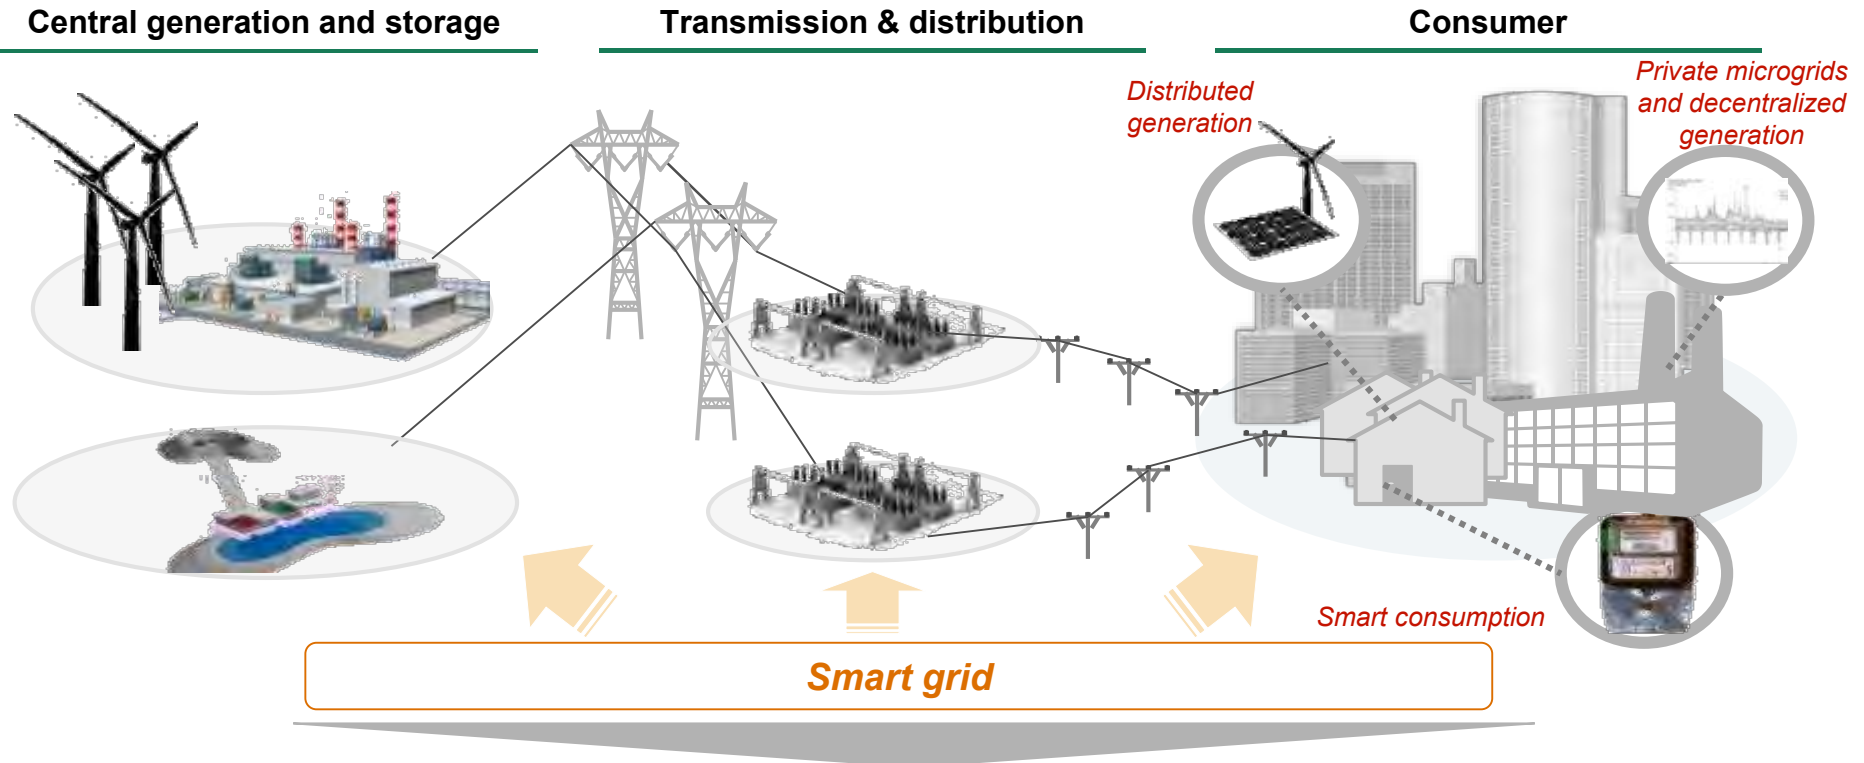 Central generation and storage
Transmission & distribution
Consumer
Distributed
generation
Private microgrids
and decentralized
generation
Smart consumption
Smart grid